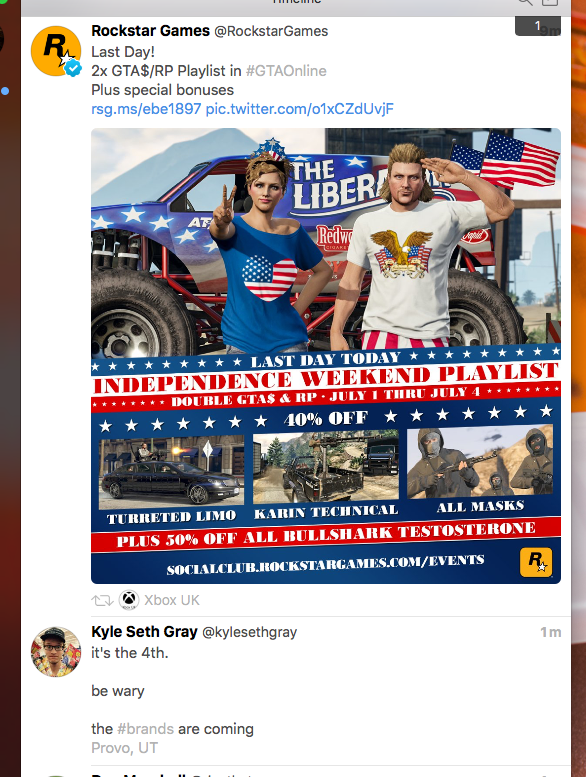 Rockstar Games @RockstarGames
1
Last Day!
2x GTA$/RP Playlist in #GTAOnline
Plus special bonuses
rsg.ms/ebe1897 pic.twitter.com/o1xCZdUvjF
THE
LIBERA
AT
Redwo
Rapid
LAST DAY TODAY
INDEPENDENCE WEEKEND PLAYLIST
DOUBLE GTA$ & RP · JULY 1 THRU JULY 4
40% OFF
TURRETED LIMO
KARIN TECHNICAL
ALL MASKS
PLUS 50% OFF ALL BULLSHARK TESTOSTERONE
SOCIALCLUB.ROCKSTARGAMES.COM/EVENTS
Xbox UK
Kyle Seth Gray @kylesethgray 1m
it's the 4th.
be wary
the #brands are coming
Provo, UT